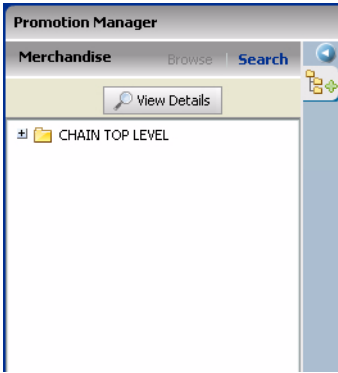 Promotion Manager
Merchandise Browse | Search
View Details
CHAIN TOP LEVEL